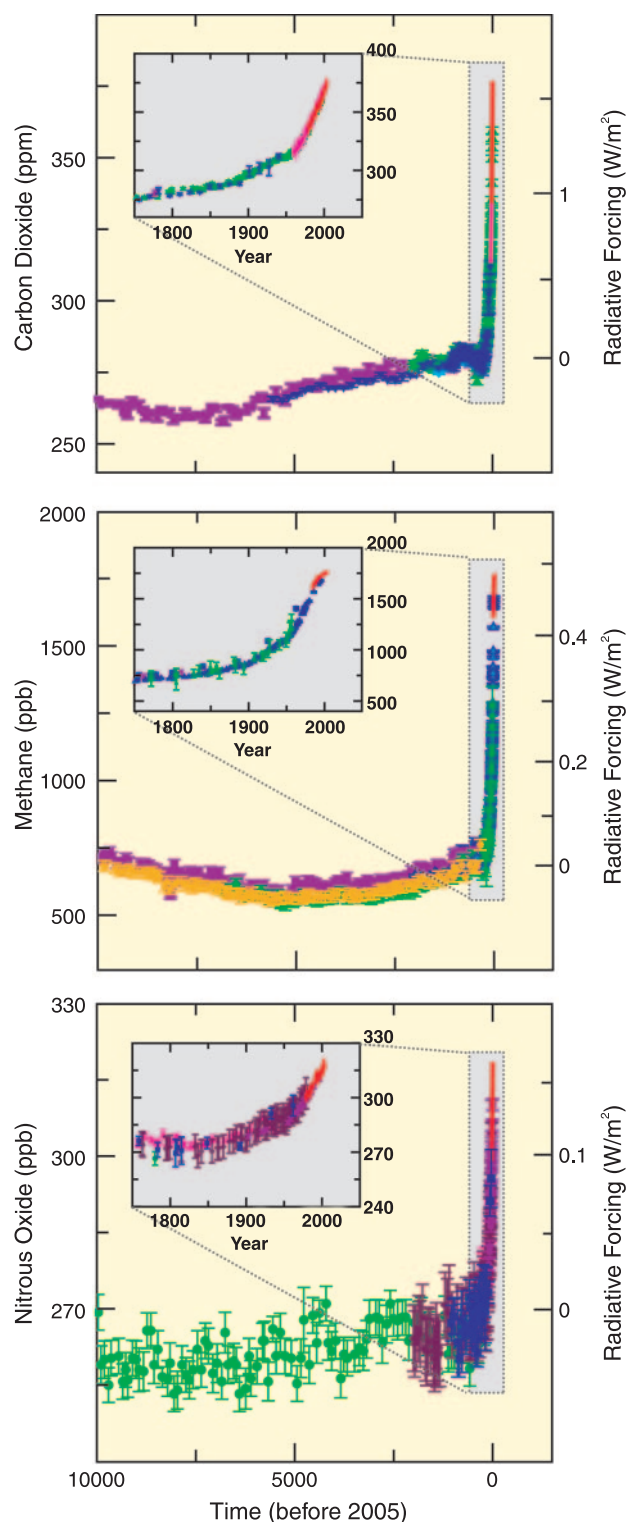 Carbon Dioxide (ppm)
350
300
250
400
350
300
1800 1900 2000
Year
1
0
Radiative Forcing (W/m²)
Methane (ppb)
2000
1500
1000
500
2000
1500
1000
500
1800 1900 2000
Year
0.4
0.2
0
Radiative Forcing (W/m²)
Nitrous Oxide (ppb)
330
300
270
330
300
270
240
1800 1900 2000
Year
0.1
0
Radiative Forcing (W/m²)
10000 5000 0
Time (before 2005)